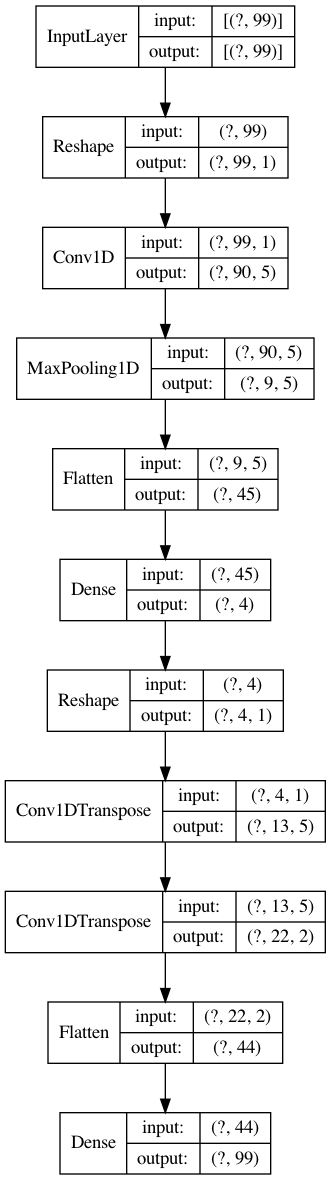 InputLayer
input: [(?, 99)]
output: [(?, 99)]
Reshape
input: (?, 99)
output: (?, 99, 1)
Conv1D
input: (?, 99, 1)
output: (?, 90, 5)
MaxPooling1D
input: (?, 90, 5)
output: (?, 9, 5)
Flatten
input: (?, 9, 5)
output: (?, 45)
Dense
input: (?, 45)
output: (?, 4)
Reshape
input: (?, 4)
output: (?, 4, 1)
Conv1DTranspose
input: (?, 4, 1)
output: (?, 13, 5)
Conv1DTranspose
input: (?, 13, 5)
output: (?, 22, 2)
Flatten
input: (?, 22, 2)
output: (?, 44)
Dense
input: (?, 44)
output: (?, 99)